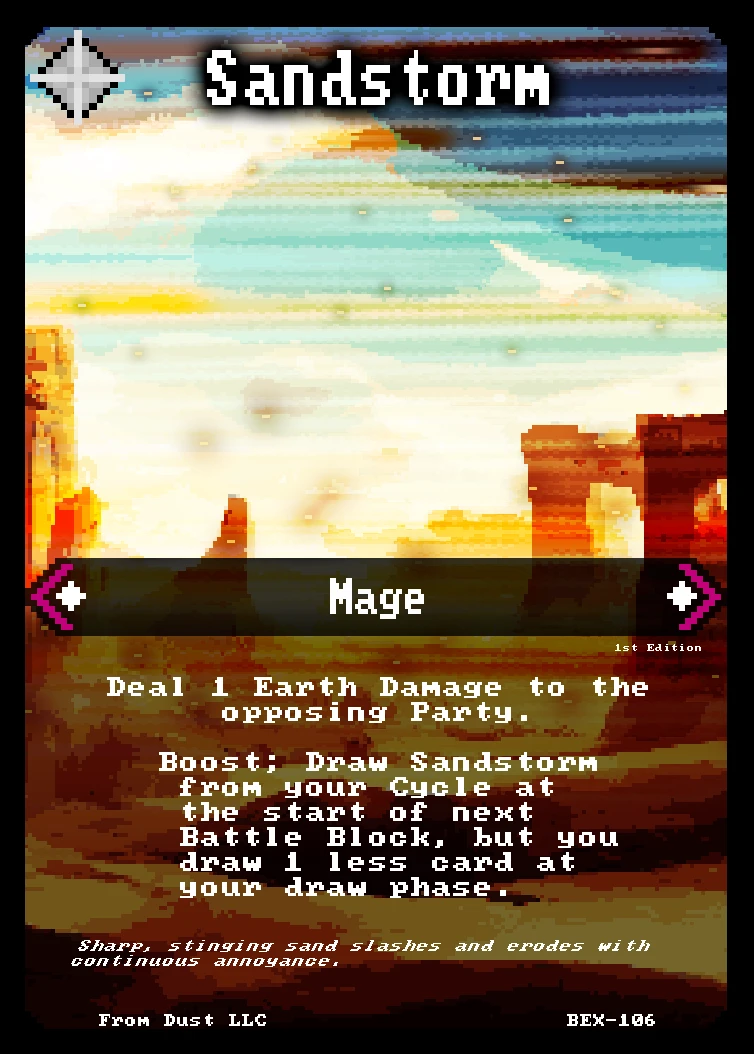 Sandstorm
Mage
1st Edition
Deal 1 Earth Damage to the
opposing Party.
Boost; Draw Sandstorm
from your Cycle at
the start of next
Battle Block, but you
draw 1 less card at
your draw phase.
Sharp, stinging sand slashes and erodes with
continuous annoyance.
From Dust LLC
BEX-106